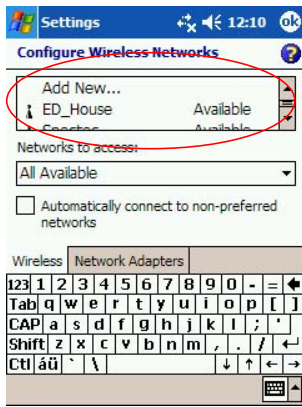 Settings 12:10 ok
Configure Wireless Networks ?
Add New...
ED_House Available
Available
Networks to access:
All Available
Automatically connect to non-preferred
networks
Wireless Network Adapters
123 1 2 3 4 5 6 7 8 9 0 - =
Tab q w e r t y u i o p [ ]
CAP a s d f g h j k l ; '
Shift z x c v b n m , . /
Ctl áü ` \